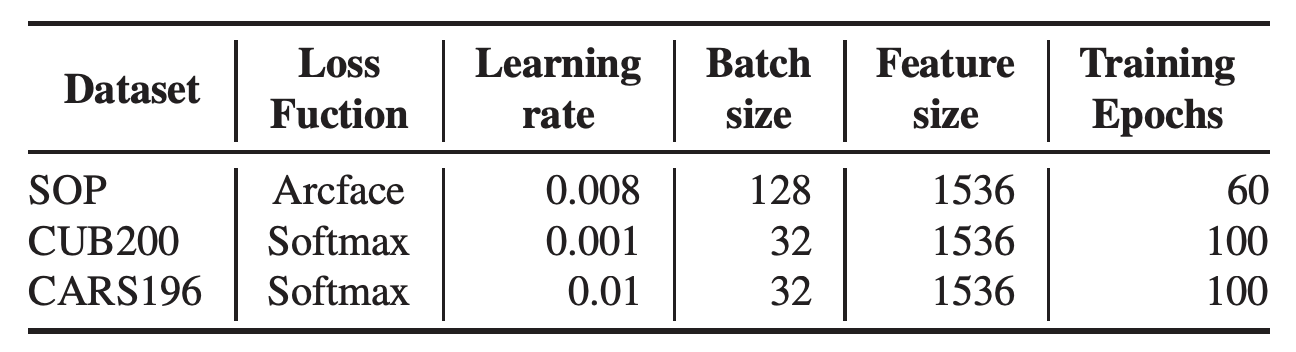 Dataset Loss Fuction Learning rate Batch size Feature size Training Epochs
SOP Arcface 0.008 128 1536 60
CUB200 Softmax 0.001 32 1536 100
CARS196 Softmax 0.01 32 1536 100